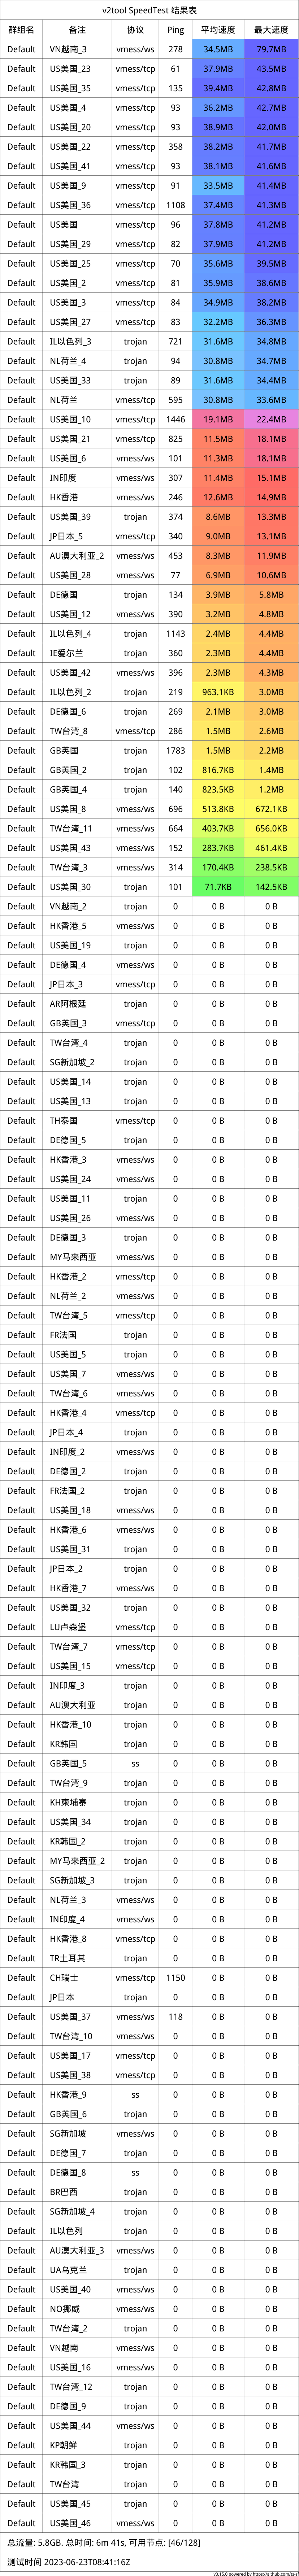 v2tool SpeedTest 结果表
群组名 备注 协议 Ping 平均速度 最大速度
Default VN越南_3 vmess/ws 278 34.5MB 79.7MB
Default US美国_23 vmess/tcp 61 37.9MB 43.5MB
Default US美国_35 vmess/tcp 135 39.4MB 42.8MB
Default US美国_4 vmess/tcp 93 36.2MB 42.7MB
Default US美国_20 vmess/tcp 93 38.9MB 42.0MB
Default US美国_22 vmess/tcp 358 38.2MB 41.7MB
Default US美国_41 vmess/tcp 93 38.1MB 41.6MB
Default US美国_9 vmess/tcp 91 33.5MB 41.4MB
Default US美国_36 vmess/tcp 1108 37.4MB 41.3MB
Default US美国 vmess/tcp 96 37.8MB 41.2MB
Default US美国_29 vmess/tcp 82 37.9MB 41.2MB
Default US美国_25 vmess/tcp 70 35.6MB 39.5MB
Default US美国_2 vmess/tcp 81 35.9MB 38.6MB
Default US美国_3 vmess/tcp 84 34.9MB 38.2MB
Default US美国_27 vmess/tcp 83 32.2MB 36.3MB
Default IL以色列_3 trojan 721 31.6MB 34.8MB
Default NL荷兰_4 trojan 94 30.8MB 34.7MB
Default US美国_33 trojan 89 31.6MB 34.4MB
Default NL荷兰 vmess/tcp 595 30.8MB 33.6MB
Default US美国_10 vmess/tcp 1446 19.1MB 22.4MB
Default US美国_21 vmess/tcp 825 11.5MB 18.1MB
Default US美国_6 vmess/ws 101 11.3MB 18.1MB
Default IN印度 vmess/ws 307 11.4MB 15.1MB
Default HK香港 vmess/ws 246 12.6MB 14.9MB
Default US美国_39 trojan 374 8.6MB 13.3MB
Default JP日本_5 vmess/tcp 340 9.0MB 13.1MB
Default AU澳大利亚_2 vmess/ws 453 8.3MB 11.9MB
Default US美国_28 vmess/ws 77 6.9MB 10.6MB
Default DE德国 trojan 134 3.9MB 5.8MB
Default US美国_12 vmess/ws 390 3.2MB 4.8MB
Default IL以色列_4 trojan 1143 2.4MB 4.4MB
Default IE爱尔兰 trojan 360 2.3MB 4.4MB
Default US美国_42 vmess/ws 396 2.3MB 4.3MB
Default IL以色列_2 trojan 219 963.1KB 3.0MB
Default DE德国_6 trojan 269 2.1MB 3.0MB
Default TW台湾_8 vmess/tcp 286 1.5MB 2.6MB
Default GB英国 trojan 1783 1.5MB 2.2MB
Default GB英国_2 trojan 102 816.7KB 1.4MB
Default GB英国_4 trojan 140 823.5KB 1.2MB
Default US美国_8 vmess/ws 696 513.8KB 672.1KB
Default TW台湾_11 vmess/ws 664 403.7KB 656.0KB
Default US美国_43 vmess/ws 152 283.7KB 461.4KB
Default TW台湾_3 vmess/ws 314 170.4KB 238.5KB
Default US美国_30 trojan 101 71.7KB 142.5KB
Default VN越南_2 trojan 0 0 B 0 B
Default HK香港_5 vmess/ws 0 0 B 0 B
Default US美国_19 trojan 0 0 B 0 B
Default DE德国_4 vmess/ws 0 0 B 0 B
Default JP日本_3 vmess/tcp 0 0 B 0 B
Default AR阿根廷 trojan 0 0 B 0 B
Default GB英国_3 vmess/tcp 0 0 B 0 B
Default TW台湾_4 trojan 0 0 B 0 B
Default SG新加坡_2 trojan 0 0 B 0 B
Default US美国_14 trojan 0 0 B 0 B
Default US美国_13 trojan 0 0 B 0 B
Default TH泰国 vmess/tcp 0 0 B 0 B
Default DE德国_5 trojan 0 0 B 0 B
Default HK香港_3 vmess/ws 0 0 B 0 B
Default US美国_24 vmess/ws 0 0 B 0 B
Default US美国_11 trojan 0 0 B 0 B
Default US美国_26 vmess/ws 0 0 B 0 B
Default DE德国_3 trojan 0 0 B 0 B
Default MY马来西亚 vmess/ws 0 0 B 0 B
Default HK香港_2 vmess/tcp 0 0 B 0 B
Default NL荷兰_2 vmess/ws 0 0 B 0 B
Default TW台湾_5 vmess/tcp 0 0 B 0 B
Default FR法国 trojan 0 0 B 0 B
Default US美国_5 trojan 0 0 B 0 B
Default US美国_7 vmess/ws 0 0 B 0 B
Default TW台湾_6 vmess/ws 0 0 B 0 B
Default HK香港_4 vmess/tcp 0 0 B 0 B
Default JP日本_4 trojan 0 0 B 0 B
Default IN印度_2 vmess/ws 0 0 B 0 B
Default DE德国_2 trojan 0 0 B 0 B
Default FR法国_2 trojan 0 0 B 0 B
Default US美国_18 vmess/ws 0 0 B 0 B
Default HK香港_6 vmess/ws 0 0 B 0 B
Default US美国_31 trojan 0 0 B 0 B
Default JP日本_2 trojan 0 0 B 0 B
Default HK香港_7 vmess/ws 0 0 B 0 B
Default US美国_32 trojan 0 0 B 0 B
Default LU卢森堡 vmess/tcp 0 0 B 0 B
Default TW台湾_7 vmess/tcp 0 0 B 0 B
Default US美国_15 vmess/tcp 0 0 B 0 B
Default IN印度_3 trojan 0 0 B 0 B
Default AU澳大利亚 trojan 0 0 B 0 B
Default HK香港_10 trojan 0 0 B 0 B
Default KR韩国 trojan 0 0 B 0 B
Default GB英国_5 ss 0 0 B 0 B
Default TW台湾_9 trojan 0 0 B 0 B
Default KH柬埔寨 trojan 0 0 B 0 B
Default US美国_34 trojan 0 0 B 0 B
Default KR韩国_2 trojan 0 0 B 0 B
Default MY马来西亚_2 trojan 0 0 B 0 B
Default SG新加坡_3 trojan 0 0 B 0 B
Default NL荷兰_3 vmess/ws 0 0 B 0 B
Default IN印度_4 vmess/ws 0 0 B 0 B
Default HK香港_8 vmess/tcp 0 0 B 0 B
Default TR土耳其 trojan 0 0 B 0 B
Default CH瑞士 vmess/tcp 1150 0 B 0 B
Default JP日本 trojan 0 0 B 0 B
Default US美国_37 vmess/ws 118 0 B 0 B
Default TW台湾_10 vmess/ws 0 0 B 0 B
Default US美国_17 vmess/tcp 0 0 B 0 B
Default US美国_38 vmess/tcp 0 0 B 0 B
Default HK香港_9 ss 0 0 B 0 B
Default GB英国_6 trojan 0 0 B 0 B
Default SG新加坡 vmess/ws 0 0 B 0 B
Default DE德国_7 trojan 0 0 B 0 B
Default DE德国_8 ss 0 0 B 0 B
Default BR巴西 trojan 0 0 B 0 B
Default SG新加坡_4 trojan 0 0 B 0 B
Default IL以色列 trojan 0 0 B 0 B
Default AU澳大利亚_3 vmess/ws 0 0 B 0 B
Default UA乌克兰 trojan 0 0 B 0 B
Default US美国_40 vmess/ws 0 0 B 0 B
Default NO挪威 vmess/ws 0 0 B 0 B
Default TW台湾_2 trojan 0 0 B 0 B
Default VN越南 vmess/ws 0 0 B 0 B
Default US美国_16 vmess/ws 0 0 B 0 B
Default TW台湾_12 trojan 0 0 B 0 B
Default DE德国_9 trojan 0 0 B 0 B
Default US美国_44 vmess/ws 0 0 B 0 B
Default KP朝鲜 trojan 0 0 B 0 B
Default KR韩国_3 trojan 0 0 B 0 B
Default TW台湾 trojan 0 0 B 0 B
Default US美国_45 trojan 0 0 B 0 B
Default US美国_46 vmess/ws 0 0 B 0 B
总流量: 5.8GB. 总时间: 6m 41s, 可用节点: [46/128]
测试时间 2023-06-23T08:41:16Z